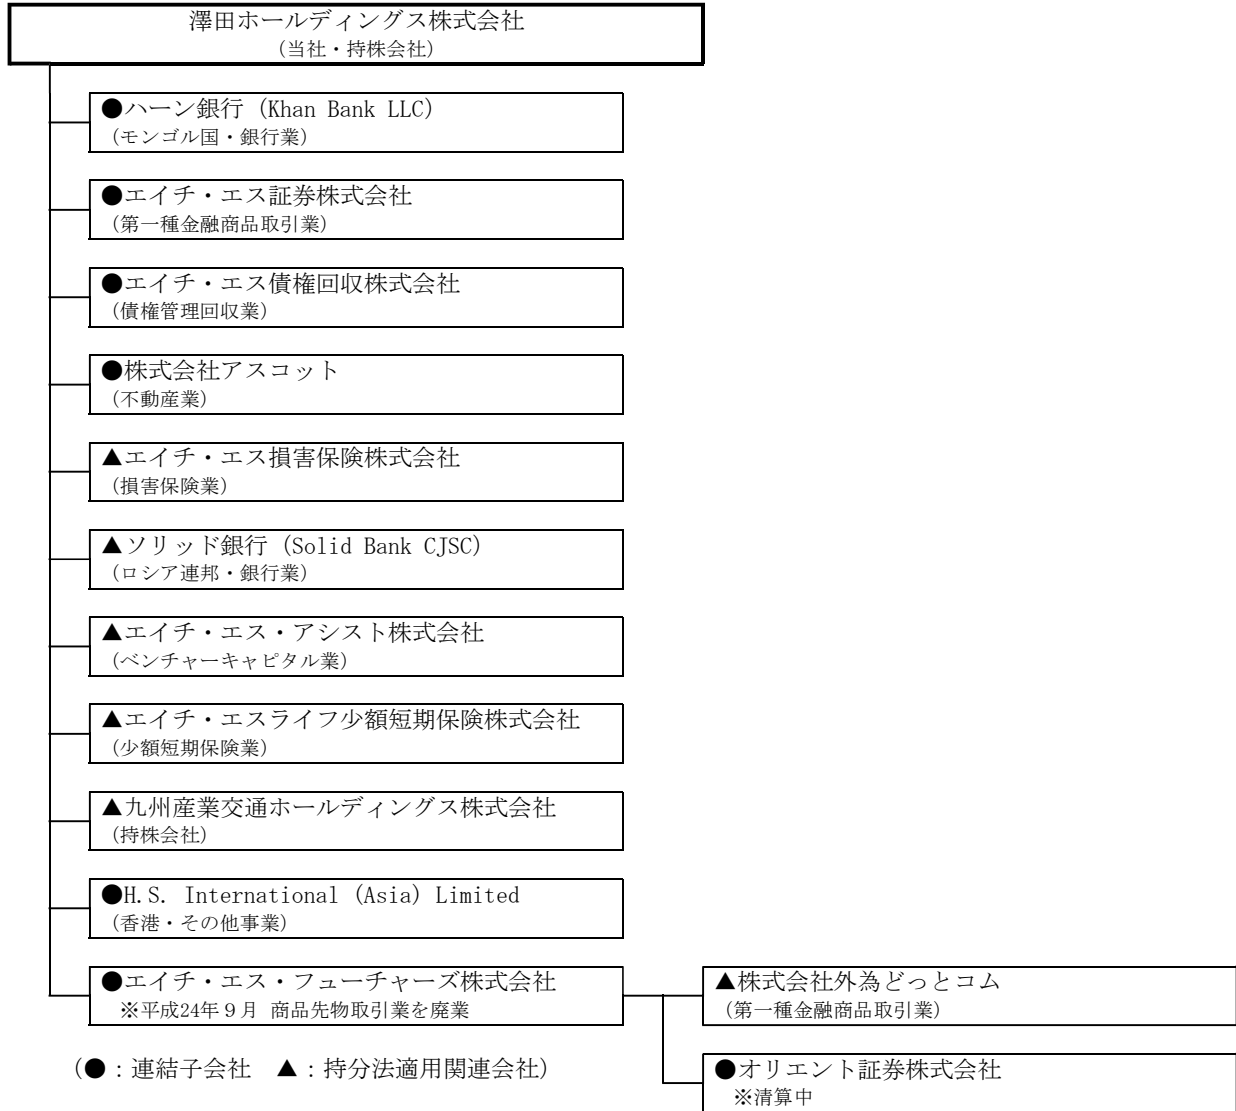 澤田ホールディングス株式会社
(当社・持株会社)
●ハーン銀行 (Khan Bank LLC)
(モンゴル国・銀行業)
●エイチ・エス証券株式会社
(第一種金融商品取引業)
●エイチ・エス債権回収株式会社
(債権管理回収業)
●株式会社アスコット
(不動産業)
▲エイチ・エス損害保険株式会社
(損害保険業)
▲ソリッド銀行 (Solid Bank CJSC)
(ロシア連邦・銀行業)
▲エイチ・エス・アシスト株式会社
(ベンチャーキャピタル業)
▲エイチ・エスライフ少額短期保険株式会社
(少額短期保険業)
▲九州産業交通ホールディングス株式会社
(持株会社)
●H.S. International (Asia) Limited
(香港・その他事業)
●エイチ・エス・フューチャーズ株式会社
※平成24年9月 商品先物取引業を廃業
▲株式会社外為どっとコム
(第一種金融商品取引業)
●オリエント証券株式会社
※清算中
(●：連結子会社　▲：持分法適用関連会社)